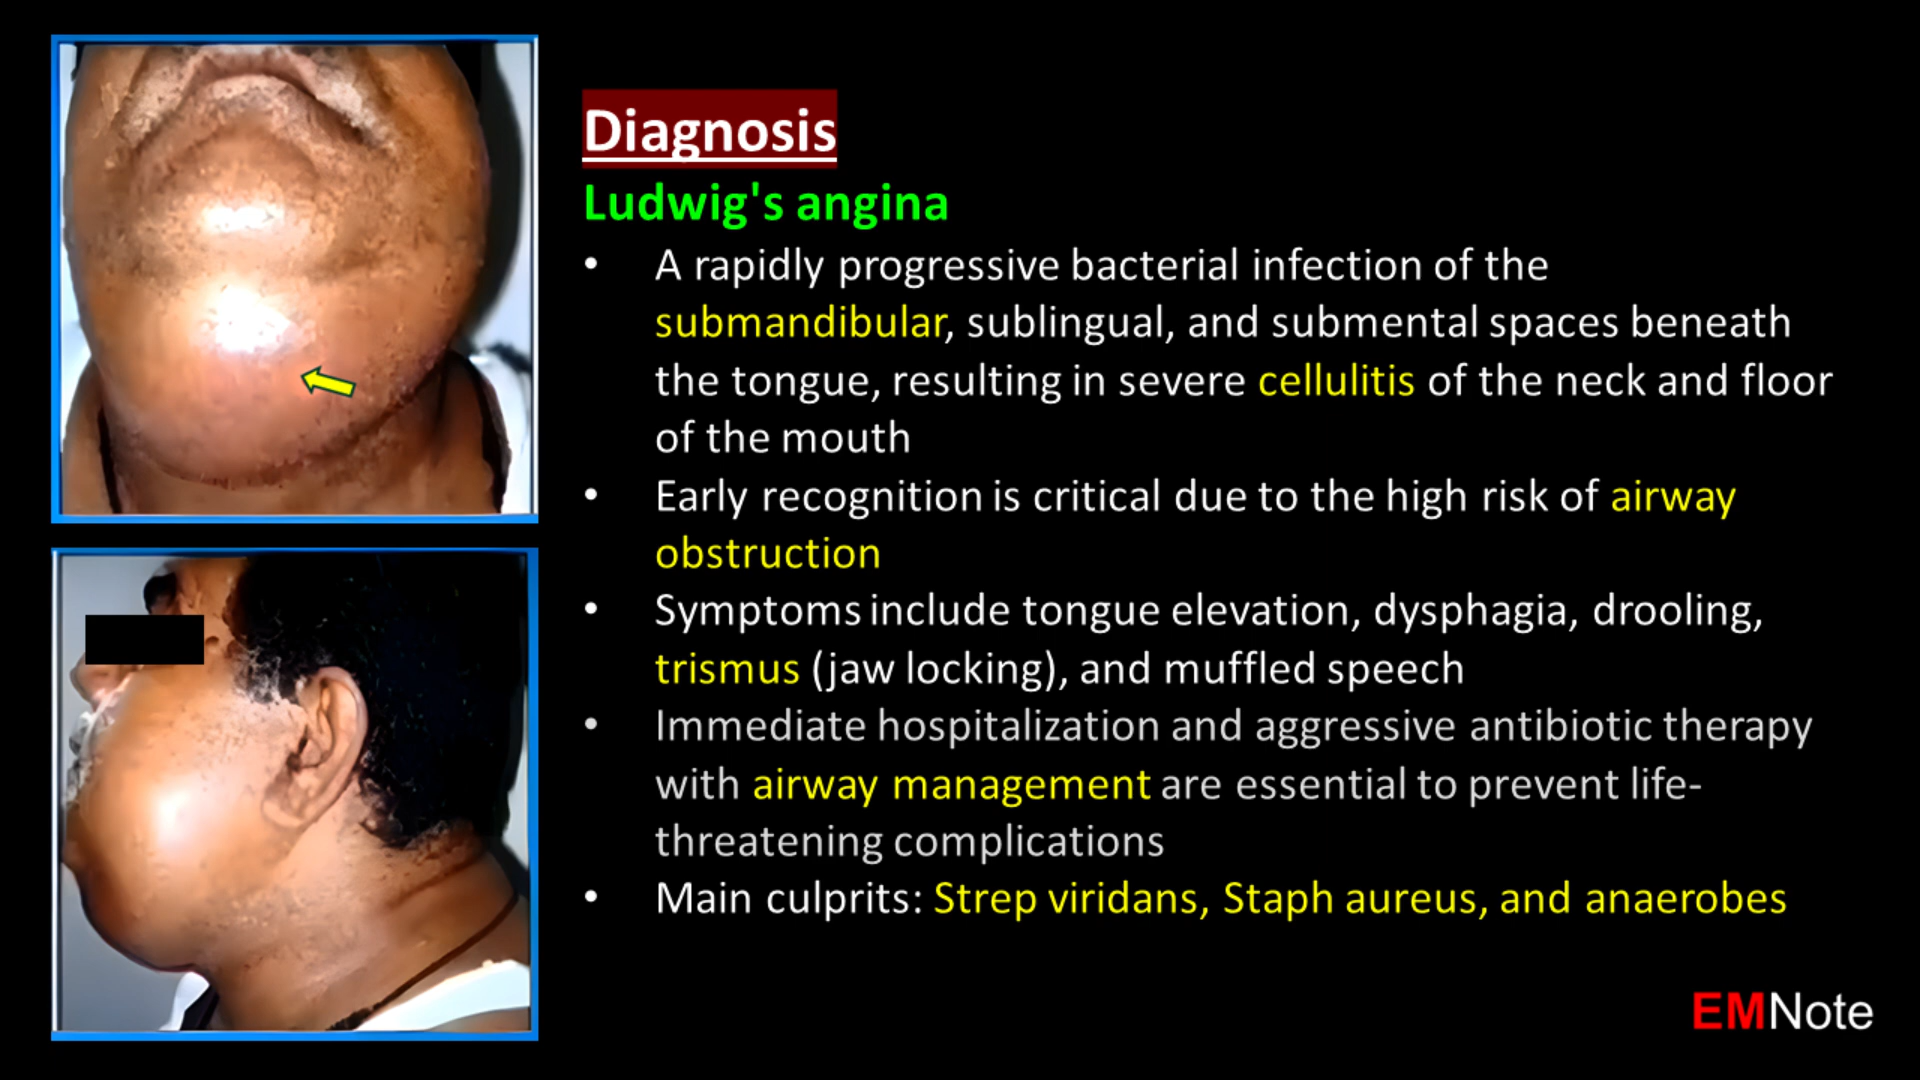 Diagnosis
Ludwig's angina
• A rapidly progressive bacterial infection of the
submandibular, sublingual, and submental spaces beneath
the tongue, resulting in severe cellulitis of the neck and floor
of the mouth
• Early recognition is critical due to the high risk of airway
obstruction
• Symptoms include tongue elevation, dysphagia, drooling,
trismus (jaw locking), and muffled speech
• Immediate hospitalization and aggressive antibiotic therapy
with airway management are essential to prevent life-
threatening complications
• Main culprits: Strep viridans, Staph aureus, and anaerobes
EMNote